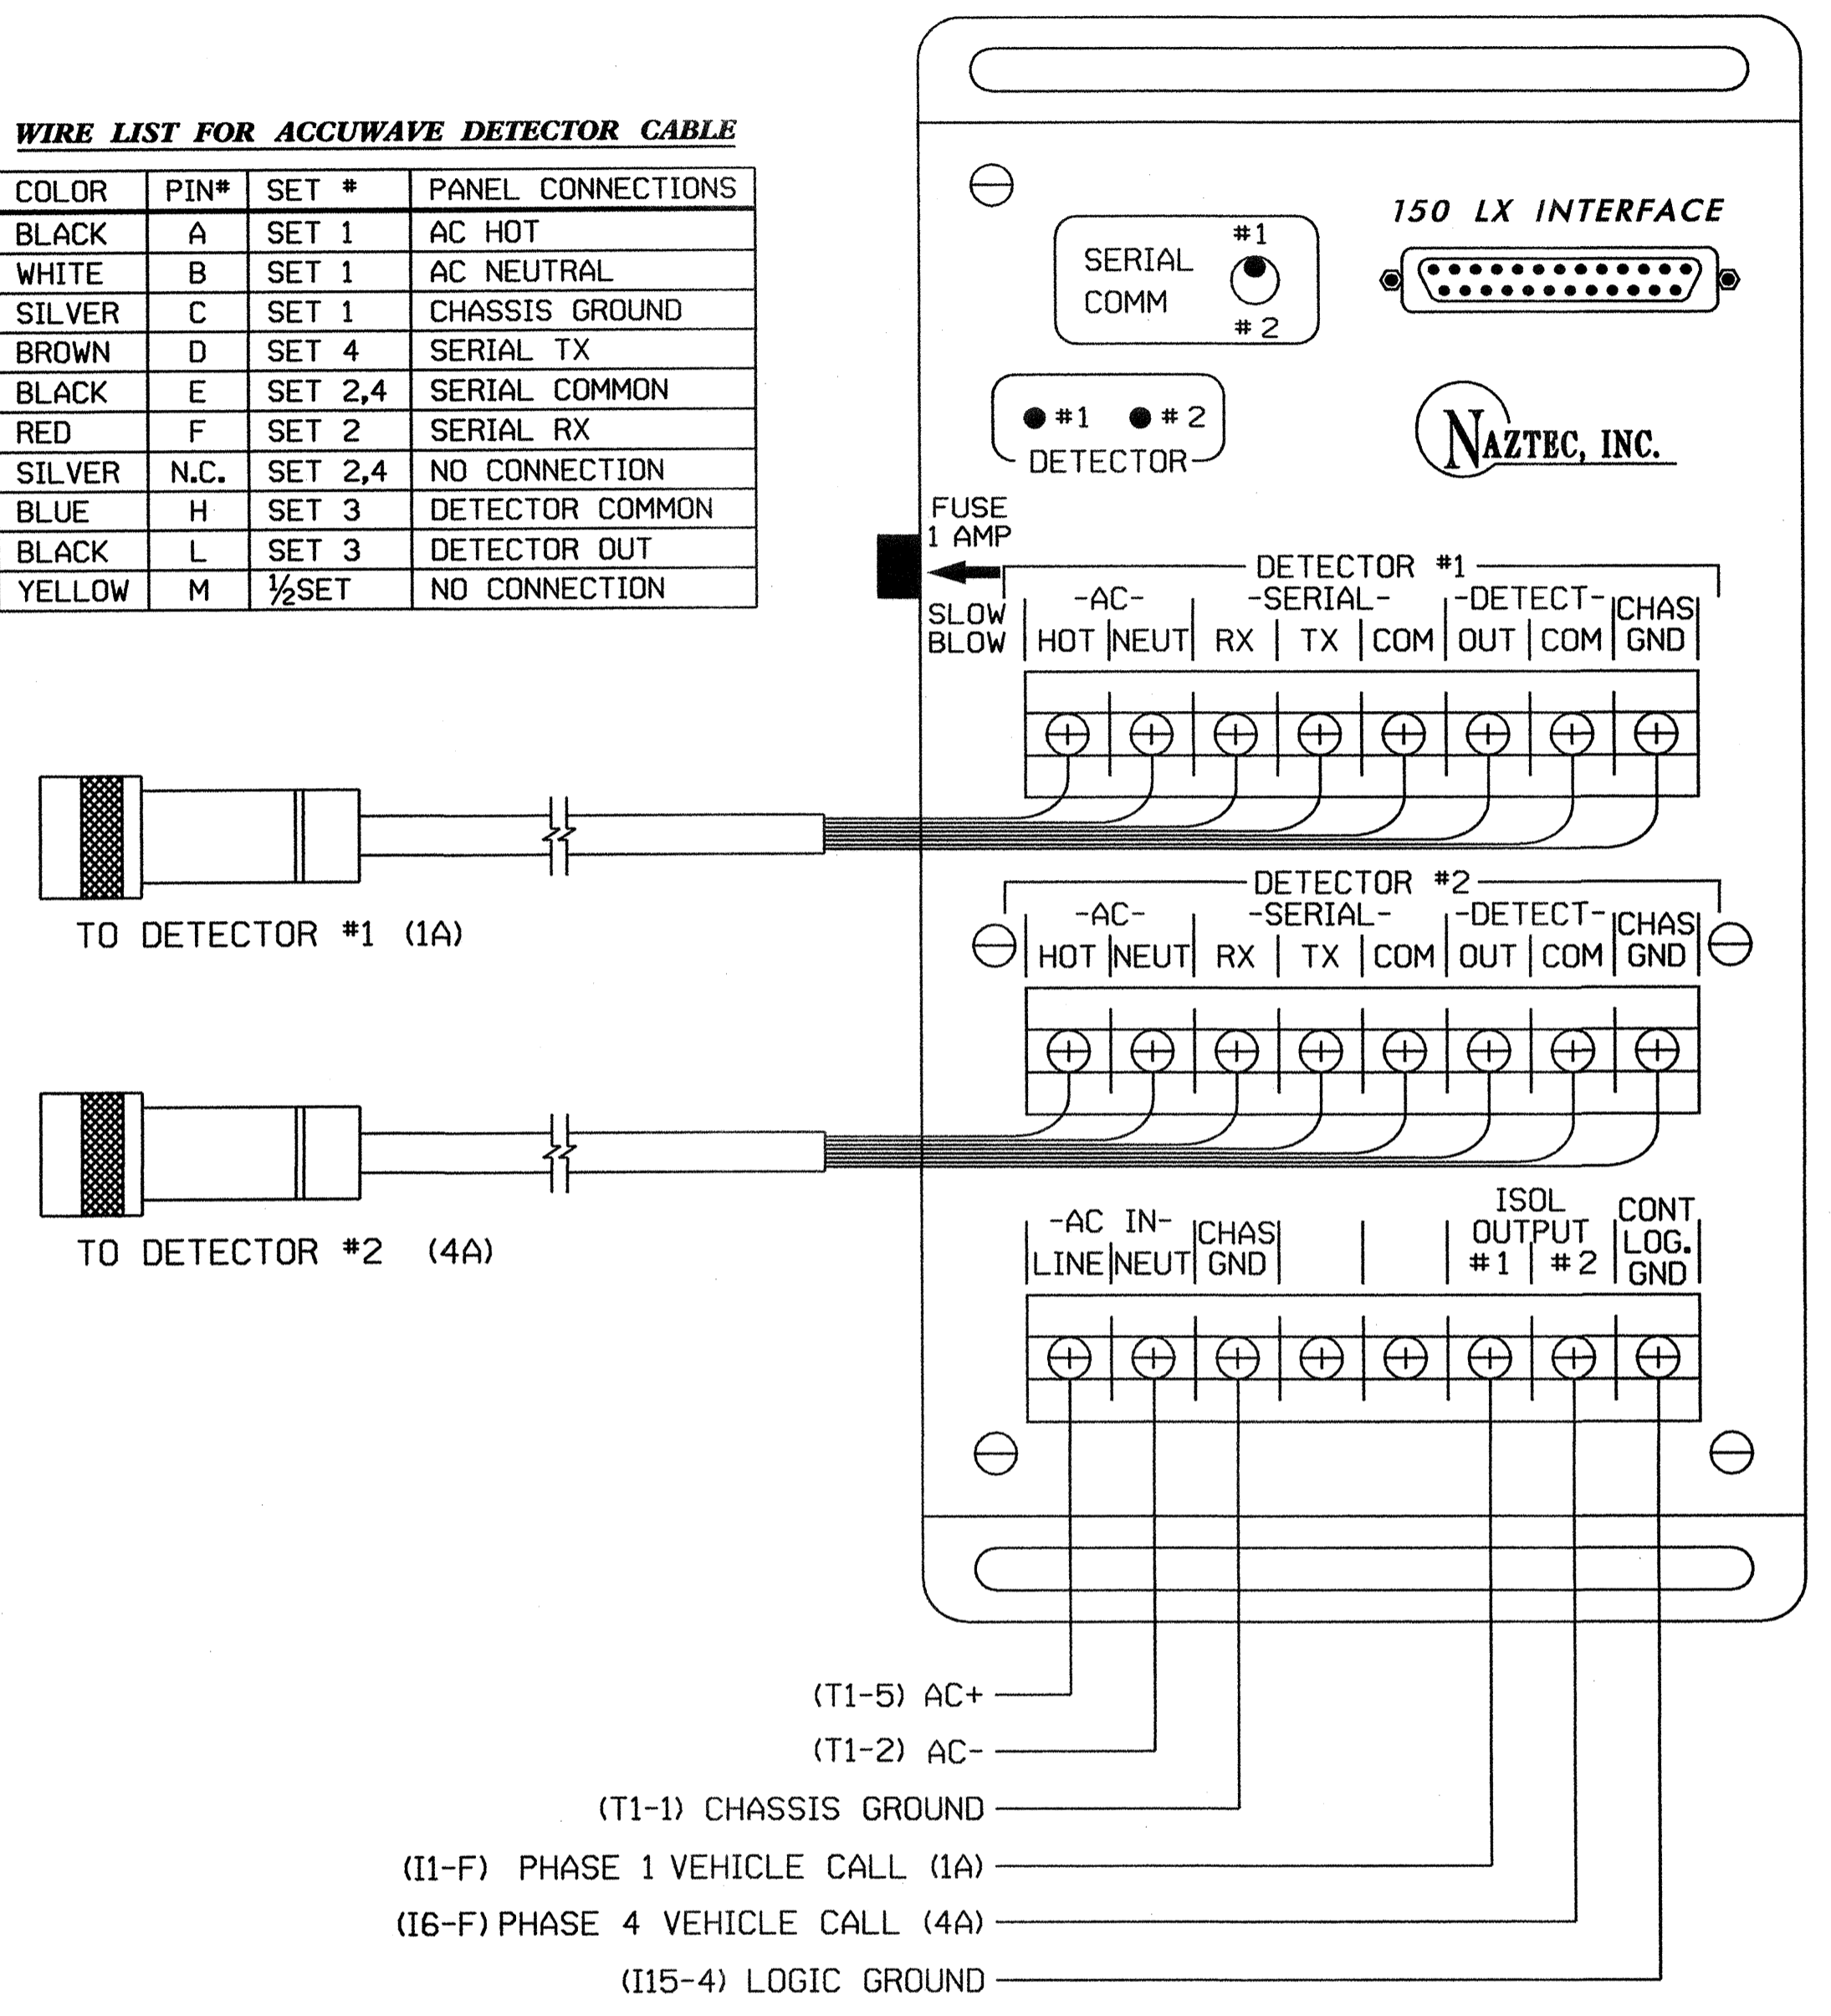 WIRE LIST FOR ACCUWAVE DETECTOR CABLE
COLOR PIN# SET # PANEL CONNECTIONS
BLACK A SET 1 AC HOT
WHITE B SET 1 AC NEUTRAL
SILVER C SET 1 CHASSIS GROUND
BROWN D SET 4 SERIAL TX
BLACK E SET 2,4 SERIAL COMMON
RED F SET 2 SERIAL RX
SILVER N.C. SET 2,4 NO CONNECTION
BLUE H SET 3 DETECTOR COMMON
BLACK L SET 3 DETECTOR OUT
YELLOW M ½SET NO CONNECTION
150 LX INTERFACE
SERIAL COMM
#1
#2
#1 #2
DETECTOR
NAZTEC, INC.
FUSE
1 AMP
SLOW
BLOW
DETECTOR #1
-AC- -SERIAL- -DETECT- CHAS
HOT NEUT RX TX COM OUT COM GND
TO DETECTOR #1 (1A)
DETECTOR #2
-AC- -SERIAL- -DETECT- CHAS
HOT NEUT RX TX COM OUT COM GND
TO DETECTOR #2 (4A)
-AC IN-
LINE NEUT
CHAS
GND
ISOL
OUTPUT
#1 #2
CONT
LOG.
GND
(T1-5) AC+
(T1-2) AC-
(T1-1) CHASSIS GROUND
(I1-F) PHASE 1 VEHICLE CALL (1A)
(I6-F) PHASE 4 VEHICLE CALL (4A)
(I15-4) LOGIC GROUND